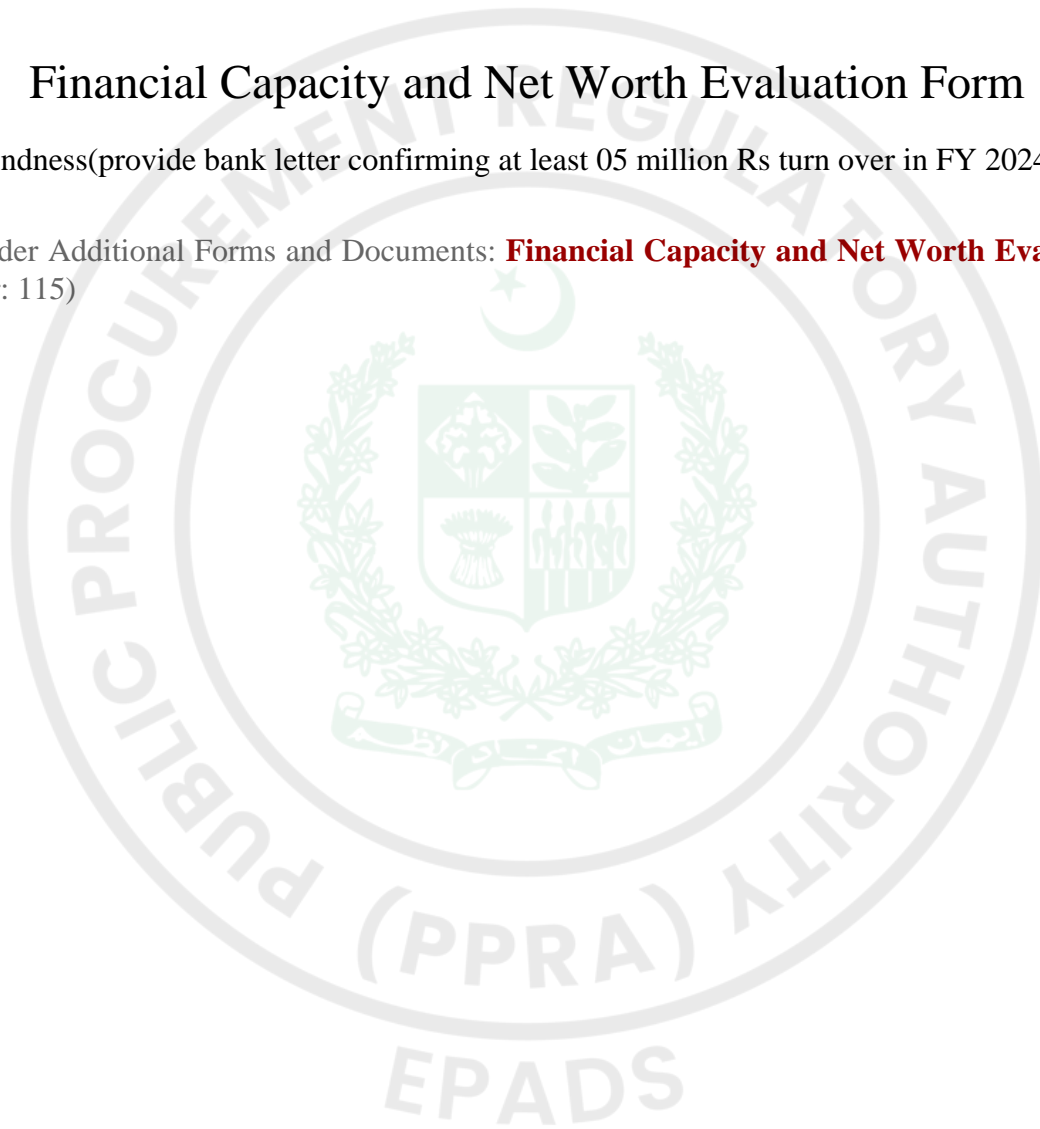 Financial Capacity and Net Worth Evaluation Form
ndness(provide bank letter confirming at least 05 million Rs turn over in FY 2024
der Additional Forms and Documents: Financial Capacity and Net Worth Eva
: 115)
PUBLIC PROCUREMENT REGULATORY AUTHORITY
(PPRA)
EPADS